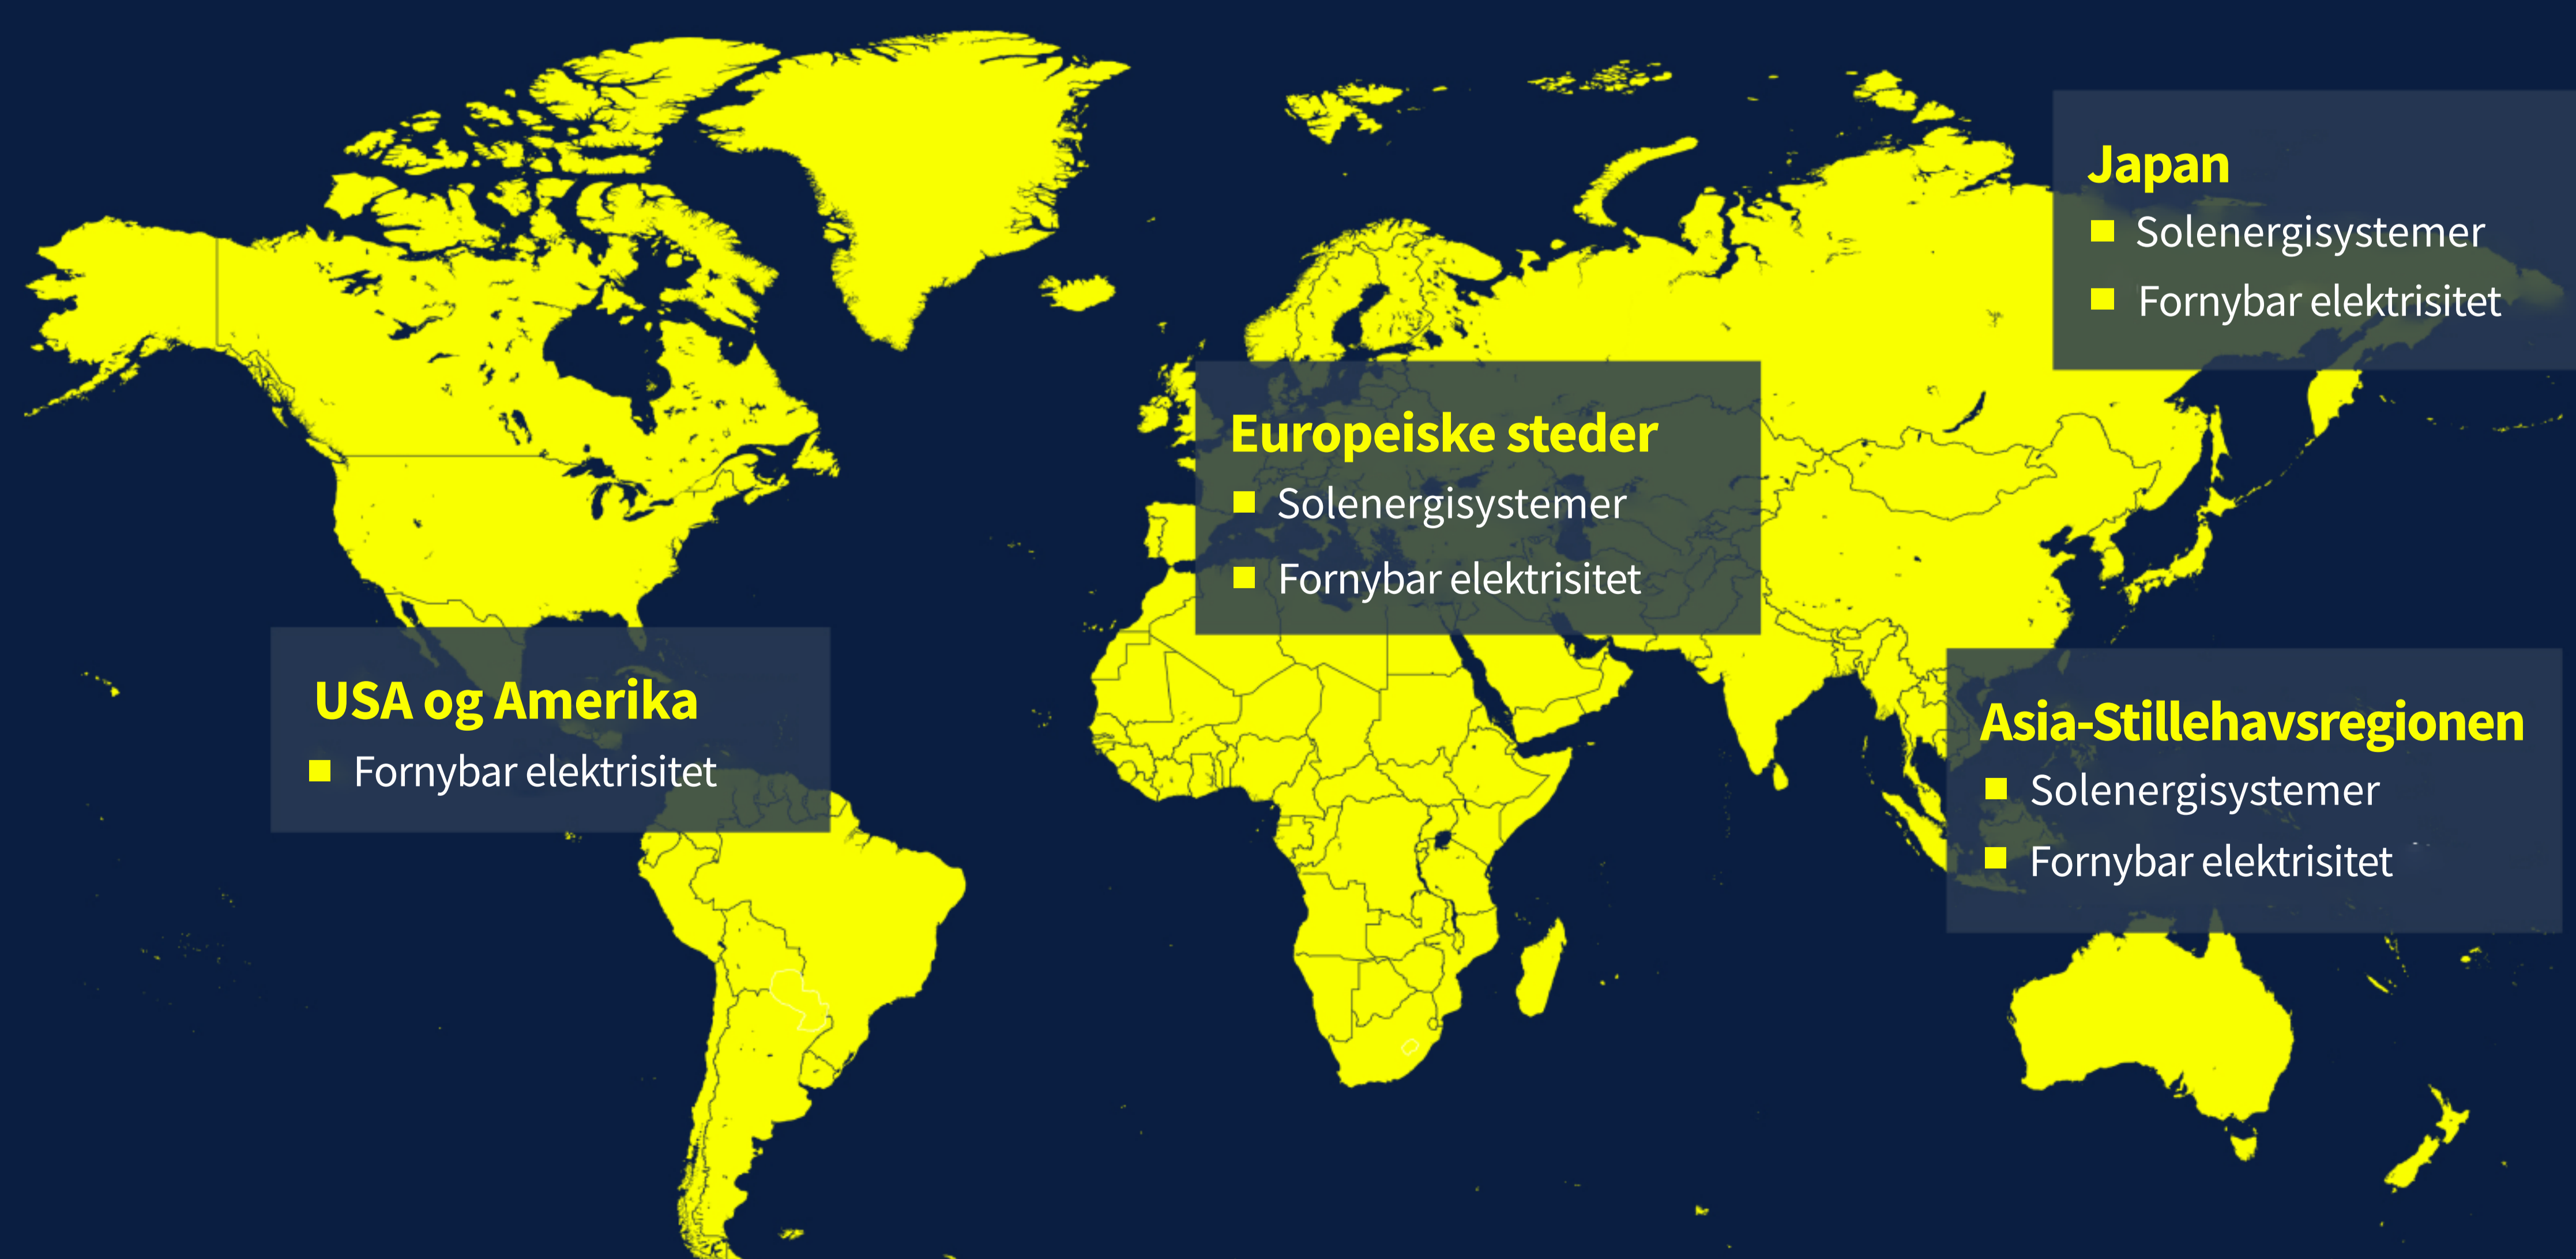 Japan
Solenergisystemer
Fornybar elektrisitet
Europeiske steder
Solenergisystemer
Fornybar elektrisitet
USA og Amerika
Fornybar elektrisitet
Asia-Stillehavsregionen
Solenergisystemer
Fornybar elektrisitet